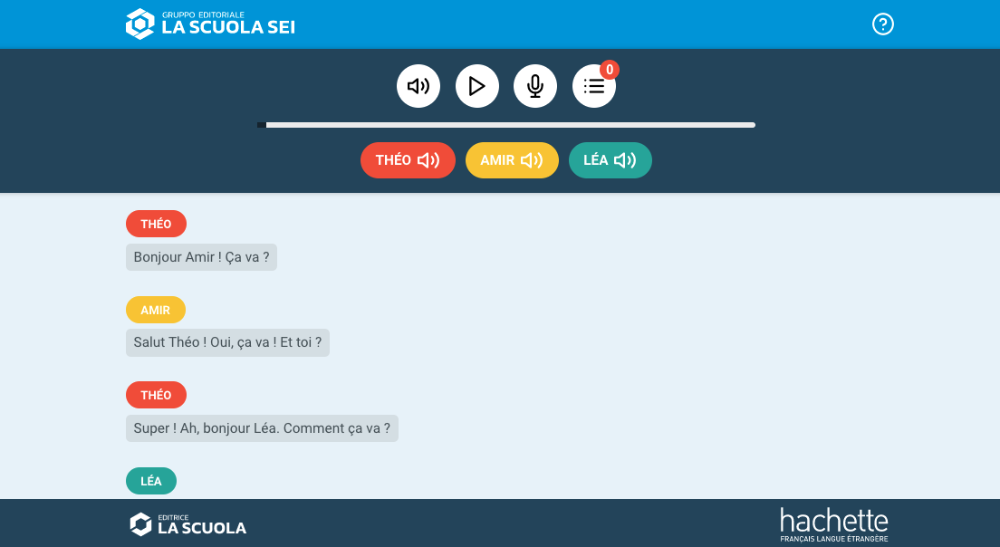 GRUPPO EDITORIALE
LA SCUOLA SEI
0
THÉO AMIR LÉA
THÉO
Bonjour Amir ! Ça va ?
AMIR
Salut Théo ! Oui, ça va ! Et toi ?
THÉO
Super ! Ah, bonjour Léa. Comment ça va ?
LÉA
EDITRICE
LA SCUOLA
hachette
FRANÇAIS LANGUE ÉTRANGÈRE